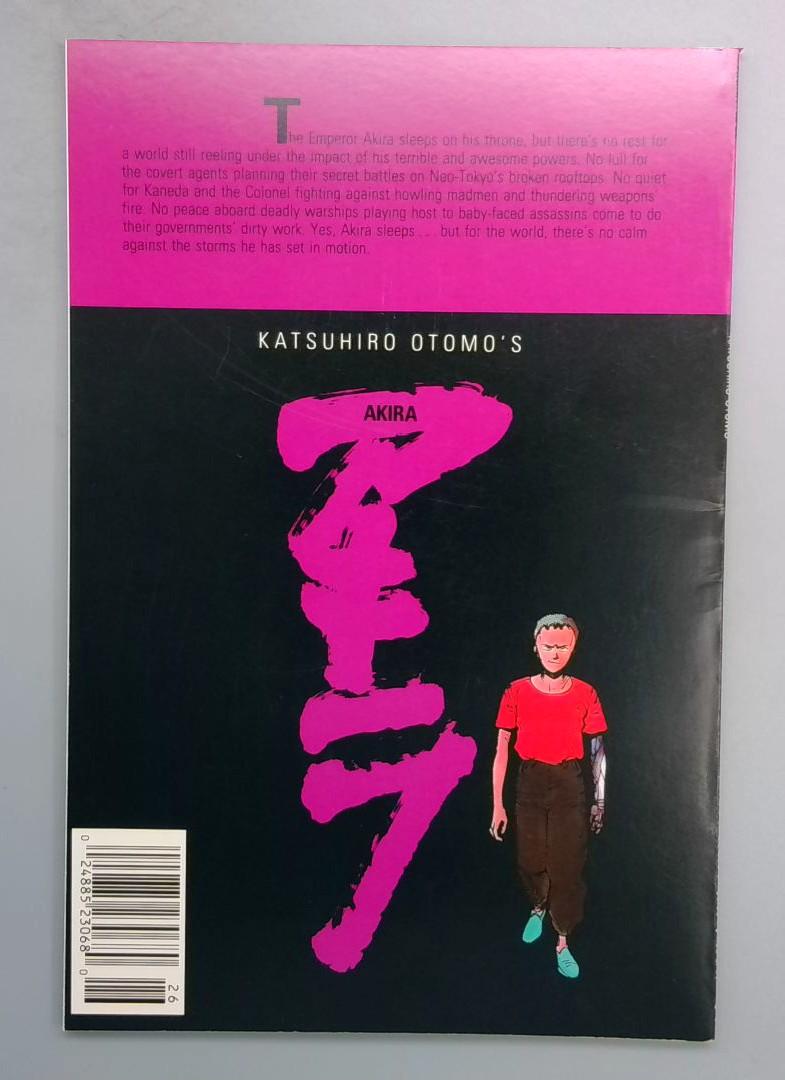 The Emperor Akira sleeps on his throne, but there's no rest for
a world still reeling under the impact of his terrible and awesome powers. No lull for
the covert agents planning their secret battles on Neo-Tokyo's broken rooftops. No quiet
for Kaneda and the Colonel fighting against howling madmen and thundering weapons'
fire. No peace aboard deadly warships playing host to baby-faced assassins come to do
their governments' dirty work. Yes, Akira sleeps . . . but for the world, there's no calm
against the storms he has set in motion.
KATSUHIRO OTOMO'S
AKIRA
アキラ
0 24885 23068 0
26